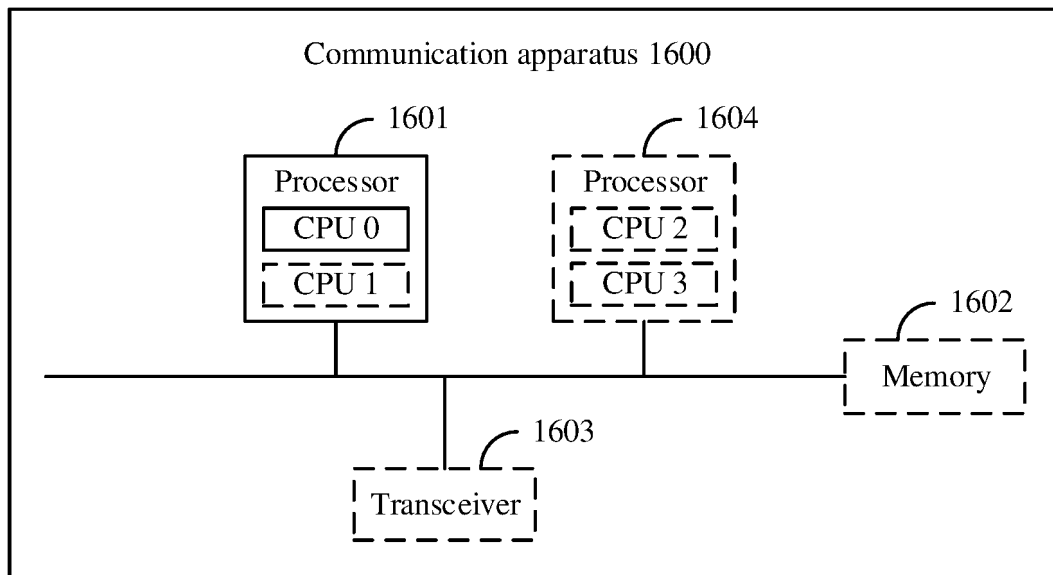 Communication apparatus 1600
1601
1604
Processor
CPU 0
CPU 1
Processor
CPU 2
CPU 3
1602
Memory
1603
Transceiver